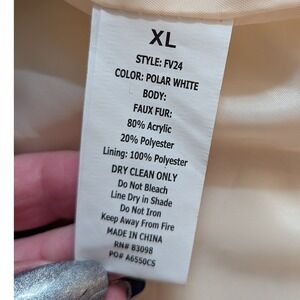 XL
STYLE: FV24
COLOR: POLAR WHITE
BODY:
FAUX FUR:
80% Acrylic
20% Polyester
Lining: 100% Polyester
DRY CLEAN ONLY
Do Not Bleach
Line Dry in Shade
Do Not Iron
Keep Away From Fire
MADE IN CHINA
RN# 83098
PO# A6550CS